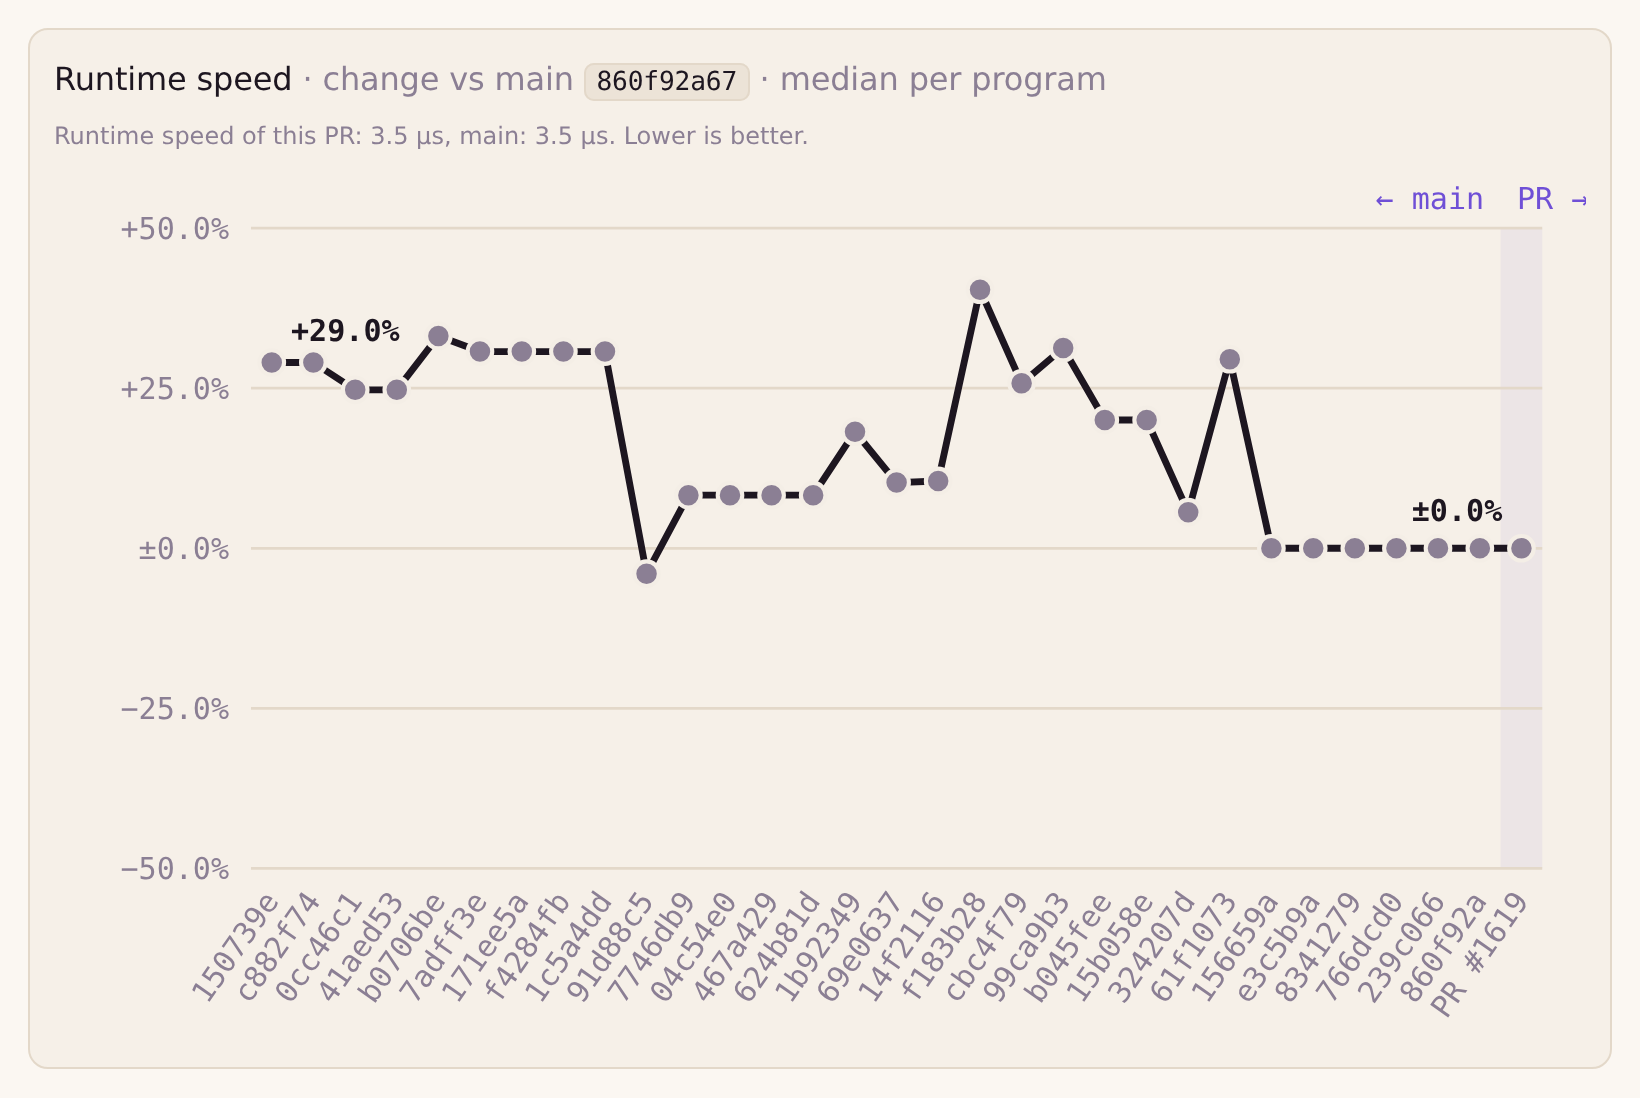 Runtime speed · change vs main 860f92a67 · median per program
Runtime speed of this PR: 3.5 µs, main: 3.5 µs. Lower is better.
← main PR →
+50.0%
+29.0%
+25.0%
±0.0%
±0.0%
−25.0%
−50.0%
150739e
c882f74
0cc46c1
41aed53
b0706be
7adff3e
171ee5a
f4284fb
1c5a4dd
91d88c5
7746db9
04c54e0
467a429
624b81d
1b92349
69e0637
14f2116
f183b28
cbc4f79
99ca9b3
b045fee
15b058e
324207d
61f1073
156659a
e3c5b9a
8341279
766dcd0
239c066
860f92a
PR #1619